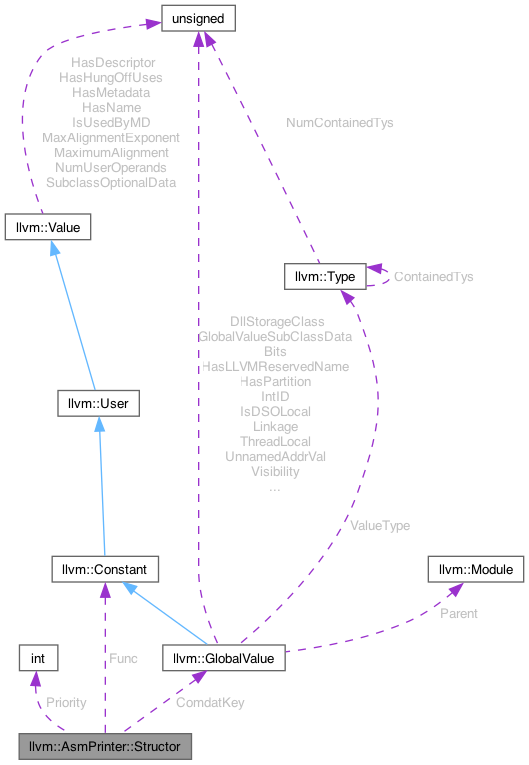 unsigned
HasDescriptor
HasHungOffUses
HasMetadata
HasName
IsUsedByMD
MaxAlignmentExponent
MaximumAlignment
NumUserOperands
SubclassOptionalData
NumContainedTys
llvm::Value
llvm::Type
ContainedTys
DllStorageClass
GlobalValueSubClassData
Bits
HasLLVMReservedName
HasPartition
IntID
IsDSOLocal
Linkage
ThreadLocal
UnnamedAddrVal
Visibility
...
llvm::User
ValueType
llvm::Constant
llvm::Module
Parent
int
Func
llvm::GlobalValue
Priority
ComdatKey
llvm::AsmPrinter::Structor